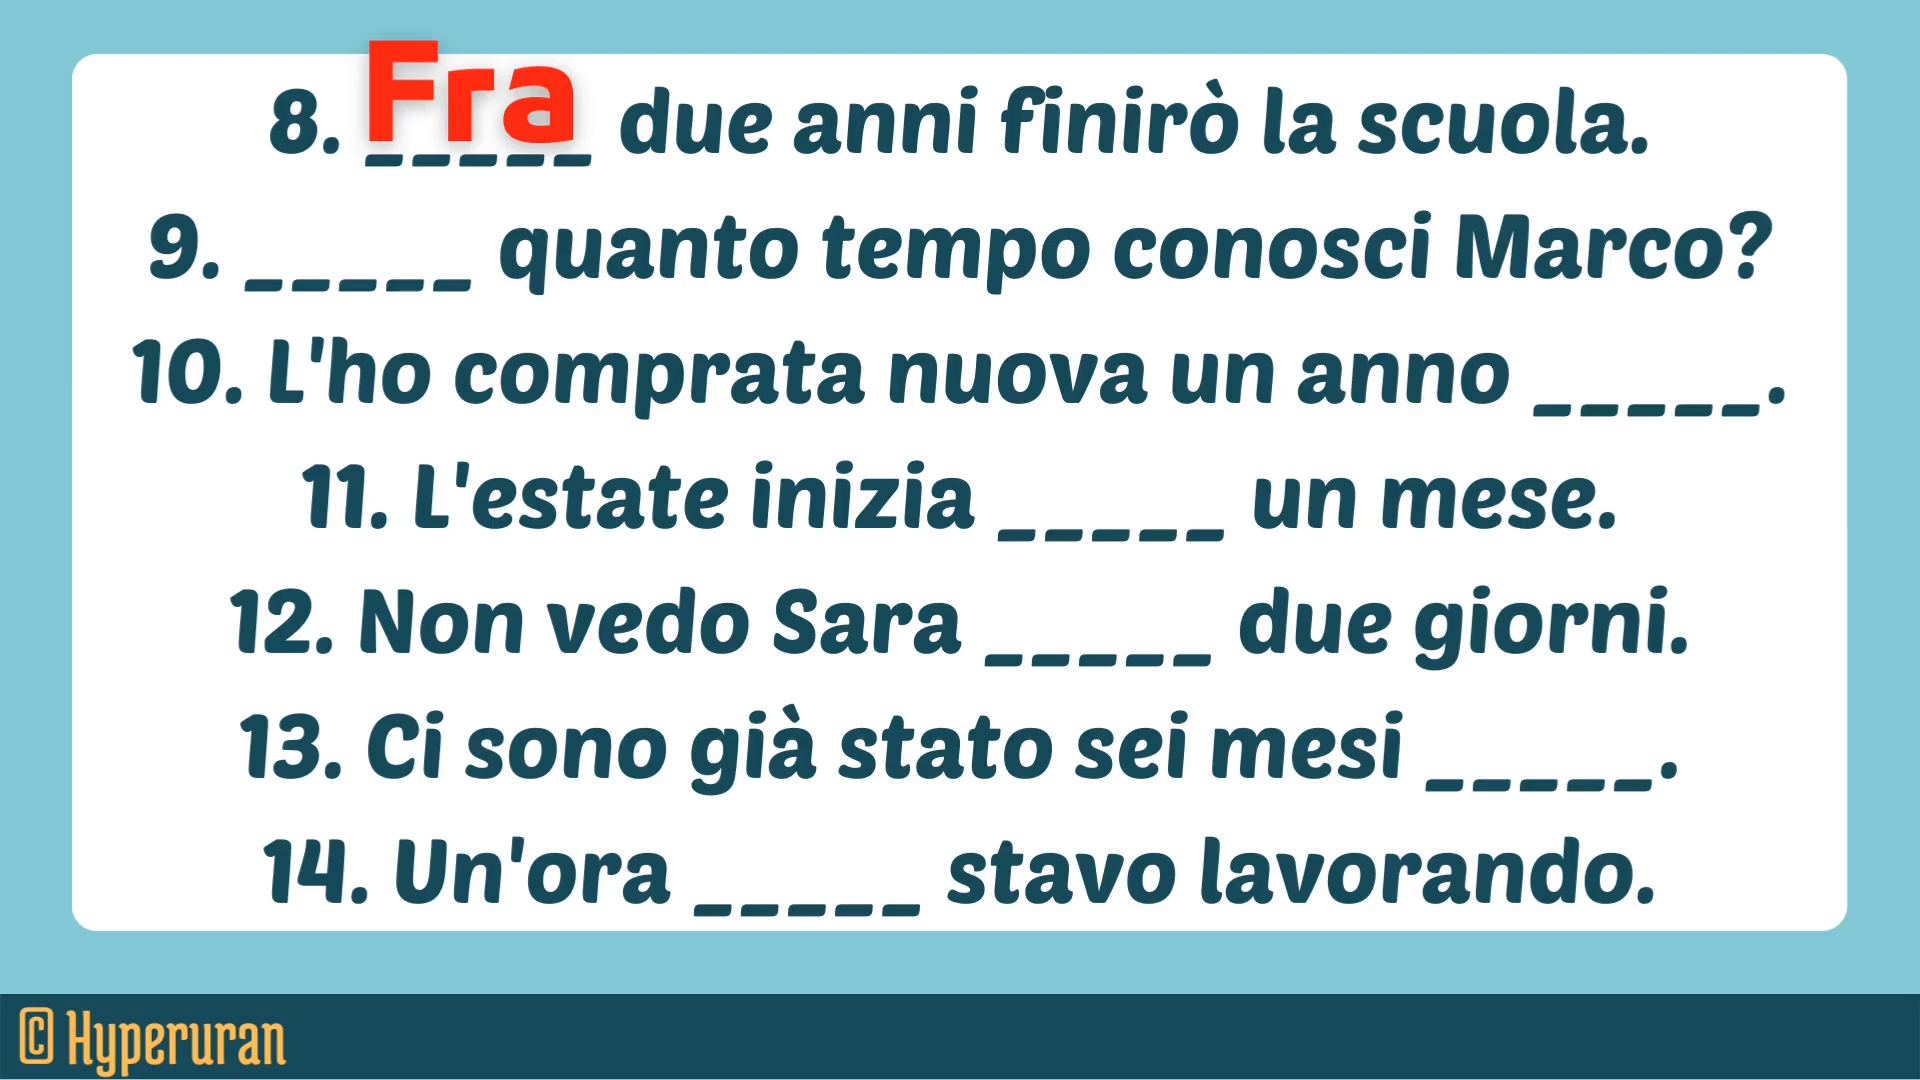 8. Fra_____ due anni finirò la scuola.
9. _____ quanto tempo conosci Marco?
10. L'ho comprata nuova un anno _____.
11. L'estate inizia _____ un mese.
12. Non vedo Sara _____ due giorni.
13. Ci sono già stato sei mesi _____.
14. Un'ora _____ stavo lavorando.
© Hyperuran